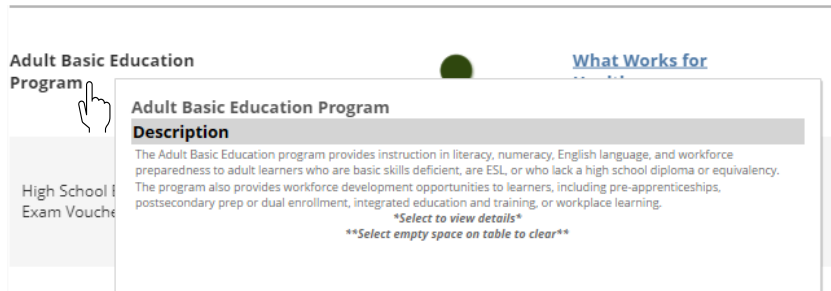 Adult Basic Education
Program
What Works for
Adult Basic Education Program
Description
The Adult Basic Education program provides instruction in literacy, numeracy, English language, and workforce
preparedness to adult learners who are basic skills deficient, are ESL, or who lack a high school diploma or equivalency.
The program also provides workforce development opportunities to learners, including pre-apprenticeships,
postsecondary prep or dual enrollment, integrated education and training, or workplace learning.
*Select to view details*
**Select empty space on table to clear**
High School
Exam